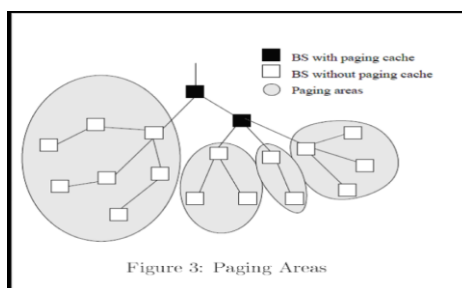 BS with paging cache
BS without paging cache
Paging areas
Figure 3: Paging Areas